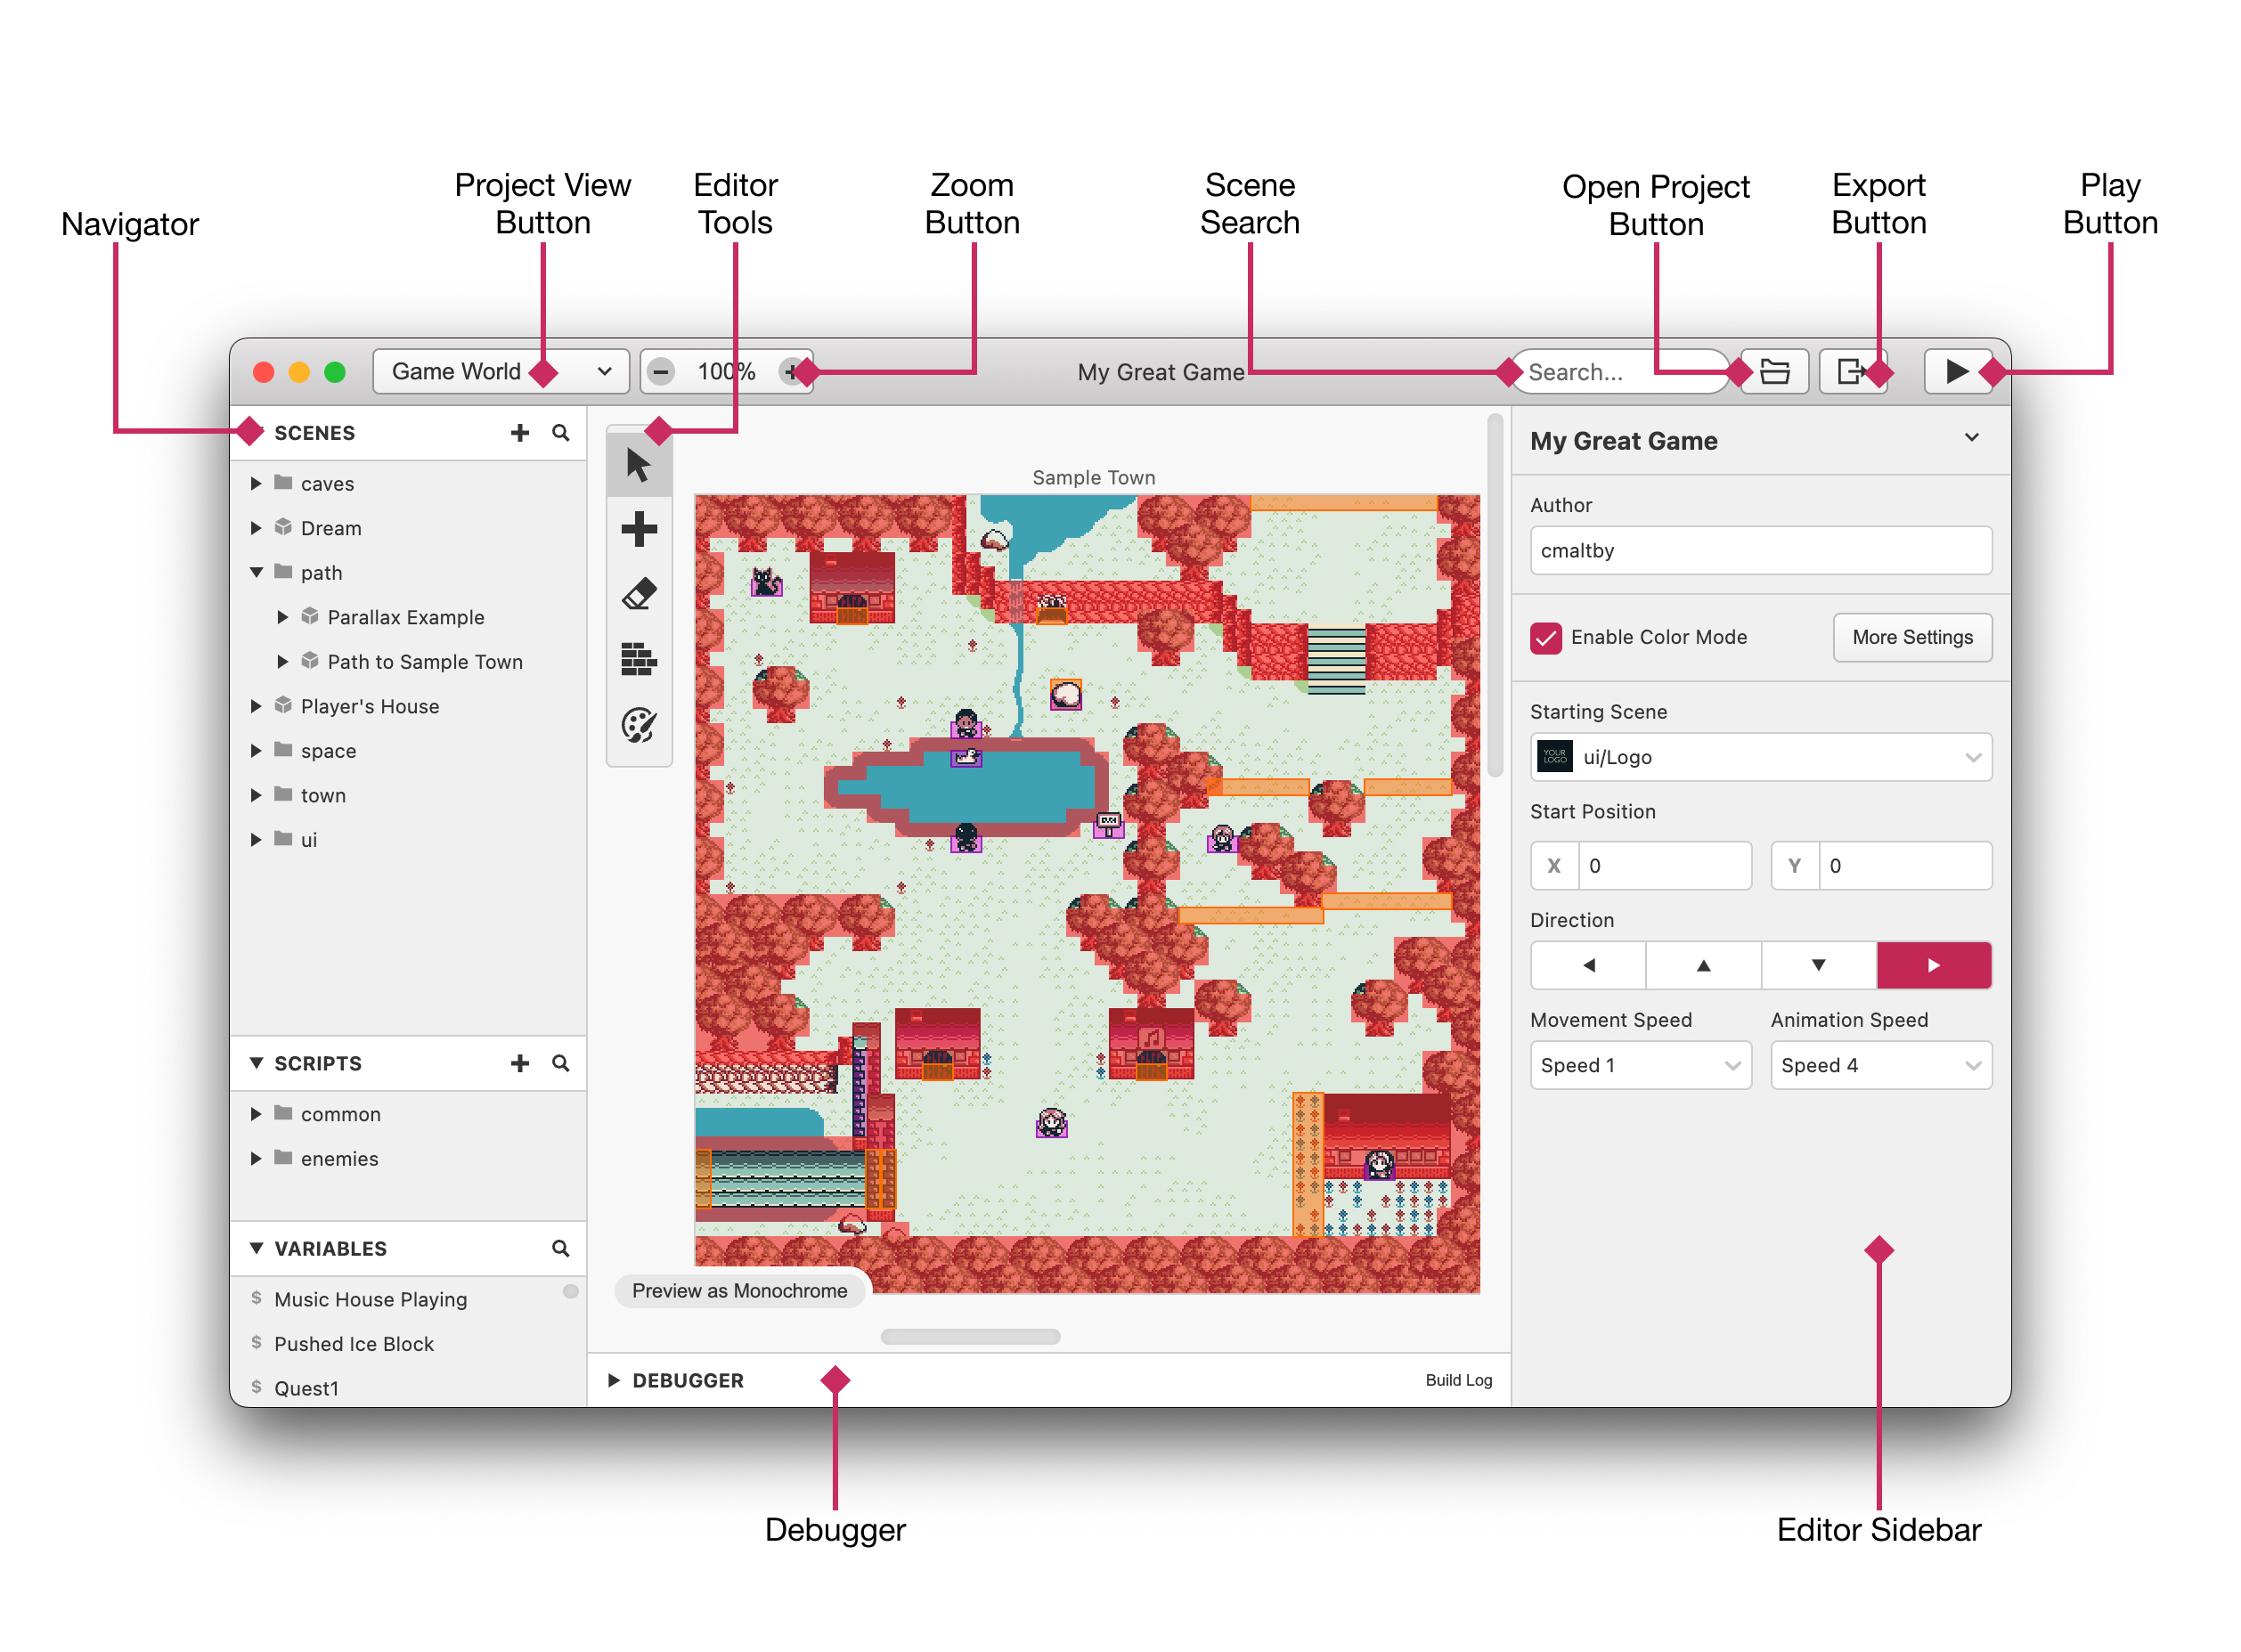 Navigator
Project View
Button
Editor
Tools
Zoom
Button
Scene
Search
Open Project
Button
Export
Button
Play
Button
Game World
100%
My Great Game
Search...
SCENES
caves
Dream
path
Parallax Example
Path to Sample Town
Player's House
space
town
ui
SCRIPTS
common
enemies
VARIABLES
$ Music House Playing
$ Pushed Ice Block
$ Quest1
Sample Town
Preview as Monochrome
DEBUGGER
Build Log
My Great Game
Author
cmaltby
Enable Color Mode
More Settings
Starting Scene
YOUR
LOGO
ui/Logo
Start Position
X 0
Y 0
Direction
Movement Speed
Animation Speed
Speed 1
Speed 4
Debugger
Editor Sidebar